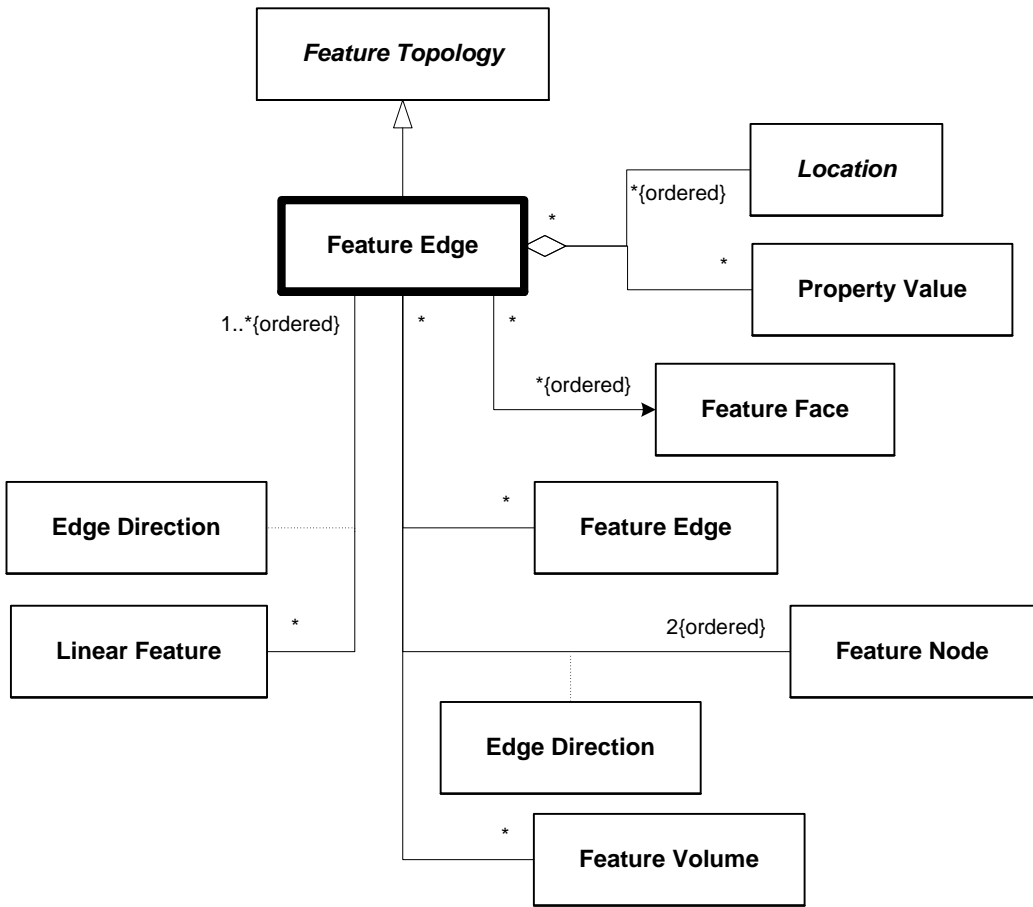 Feature Topology
Location
*{ordered}
*
Feature Edge
*
Property Value
1..*{ordered}
*
*
*{ordered}
Feature Face
Edge Direction
*
Feature Edge
Linear Feature
*
2{ordered}
Feature Node
Edge Direction
*
Feature Volume